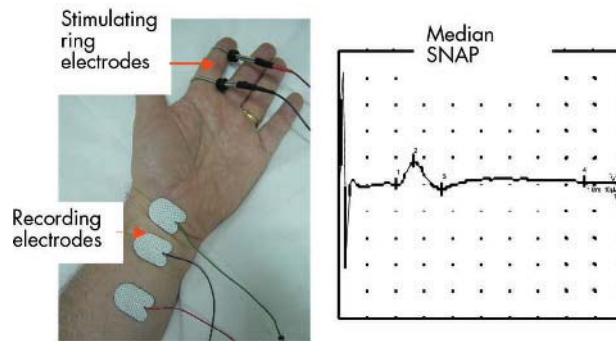 Stimulating
ring
electrodes
Recording
electrodes
Median
SNAP
1
2
3
4